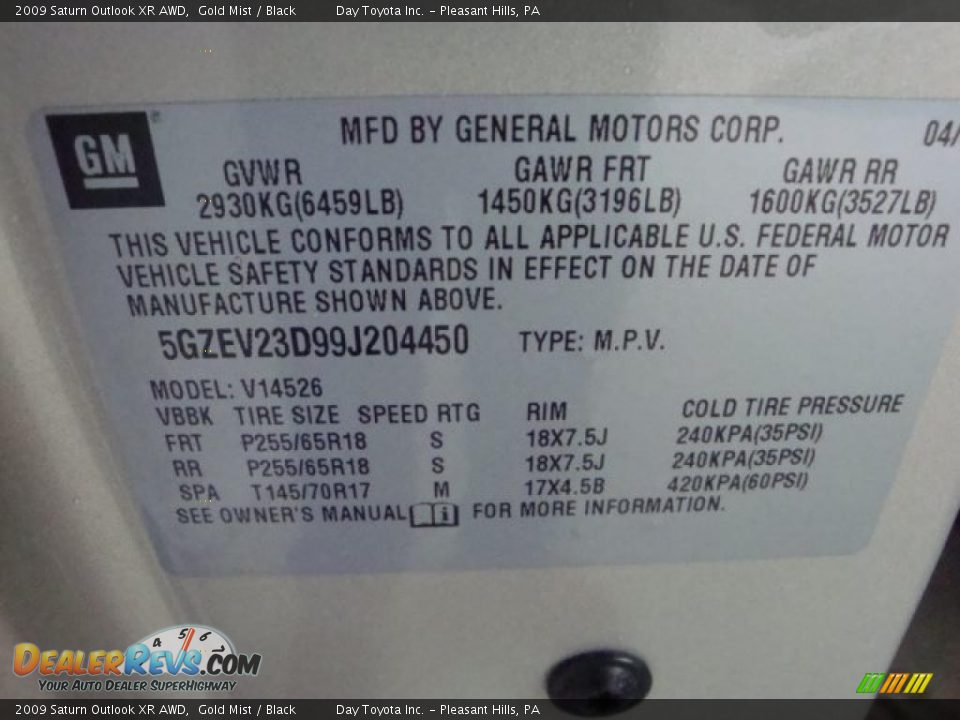 2009 Saturn Outlook XR AWD, Gold Mist / Black Day Toyota Inc. - Pleasant Hills, PA
GM
MFD BY GENERAL MOTORS CORP. 04/
GVWR GAWR FRT GAWR RR
2930KG(6459LB) 1450KG(3196LB) 1600KG(3527LB)
THIS VEHICLE CONFORMS TO ALL APPLICABLE U.S. FEDERAL MOTOR
VEHICLE SAFETY STANDARDS IN EFFECT ON THE DATE OF
MANUFACTURE SHOWN ABOVE.
5GZEV23D99J204450 TYPE: M.P.V.
MODEL: V14526
VBBK TIRE SIZE SPEED RTG RIM COLD TIRE PRESSURE
FRT P255/65R18 S 18X7.5J 240KPA(35PSI)
RR P255/65R18 S 18X7.5J 240KPA(35PSI)
SPA T145/70R17 M 17X4.5B 420KPA(60PSI)
SEE OWNER'S MANUAL i FOR MORE INFORMATION.
4 5 6 7
DEALERREVS.COM
YOUR AUTO DEALER SUPERHIGHWAY
2009 Saturn Outlook XR AWD, Gold Mist / Black Day Toyota Inc. - Pleasant Hills, PA